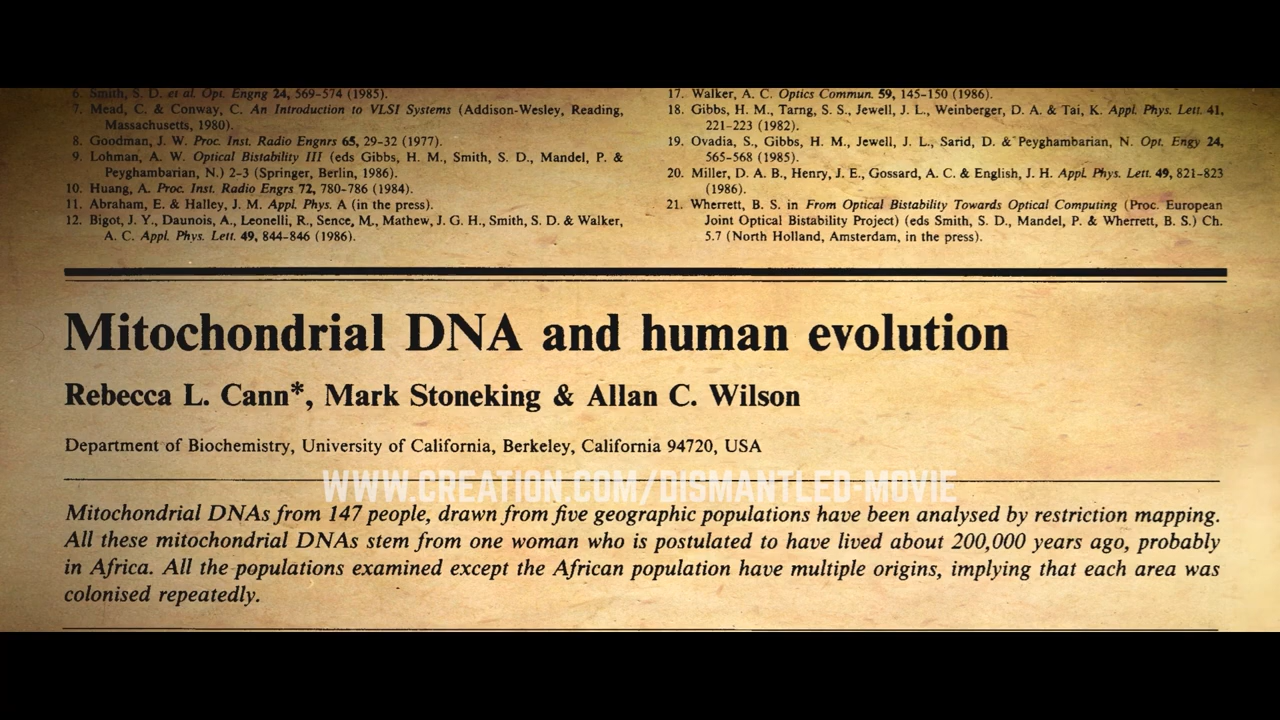 6. Smith, S. D. et al. Opt. Engng 24, 569-574 (1985).
7. Mead, C. & Conway, C. An Introduction to VLSI Systems (Addison-Wesley, Reading,
Massachusetts, 1980).
8. Goodman, J. W. Proc. Inst. Radio Engnrs 65, 29-32 (1977).
9. Lohman, A. W. Optical Bistability III (eds Gibbs, H. M., Smith, S. D., Mandel, P. &
Peyghambarian, N.) 2-3 (Springer, Berlin, 1986).
10. Huang, A. Proc. Inst. Radio Engrs 72, 780-786 (1984).
11. Abraham, E. & Halley, J. M. Appl. Phys. A (in the press).
12. Bigot, J. Y., Daunois, A., Leonelli, R., Sence, M., Mathew, J. G. H., Smith, S. D. & Walker,
A. C. Appl. Phys. Lett. 49, 844-846 (1986).
17. Walker, A. C. Optics Commun. 59, 145-150 (1986).
18. Gibbs, H. M., Tarng, S. S., Jewell, J. L., Weinberger, D. A. & Tai, K. Appl. Phys. Lett. 41,
221-223 (1982).
19. Ovadia, S., Gibbs, H. M., Jewell, J. L., Sarid, D. & Peyghambarian, N. Opt. Engy 24,
565-568 (1985).
20. Miller, D. A. B., Henry, J. E., Gossard, A. C. & English, J. H. Appl. Phys. Lett. 49, 821-823
(1986).
21. Wherrett, B. S. in From Optical Bistability Towards Optical Computing (Proc. European
Joint Optical Bistability Project) (eds Smith, S. D., Mandel, P. & Wherrett, B. S.) Ch.
5.7 (North Holland, Amsterdam, in the press).
Mitochondrial DNA and human evolution
Rebecca L. Cann*, Mark Stoneking & Allan C. Wilson
Department of Biochemistry, University of California, Berkeley, California 94720, USA
WWW.CREATION.COM/DISMANTLED-MOVIE
Mitochondrial DNAs from 147 people, drawn from five geographic populations have been analysed by restriction mapping.
All these mitochondrial DNAs stem from one woman who is postulated to have lived about 200,000 years ago, probably
in Africa. All the populations examined except the African population have multiple origins, implying that each area was
colonised repeatedly.